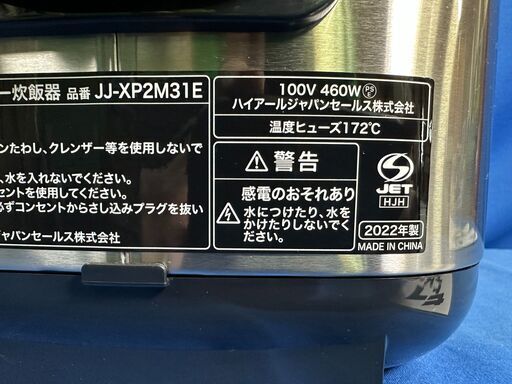 ー炊飯器 品番 JJ-XP2M31E
ンたわし、クレンザー等を使用しないで
、水を入れないでください。
セントを使用してください。
必ずコンセントからさし込みプラグを抜い
ジャパンセールス株式会社
100V 460W PS E
ハイアールジャパンセールス株式会社
温度ヒューズ172℃
警告
感電のおそれあり
水につけたり、水を
かけたりしないでく
ださい。
S
JET
HJH
2022年製
MADE IN CHINA